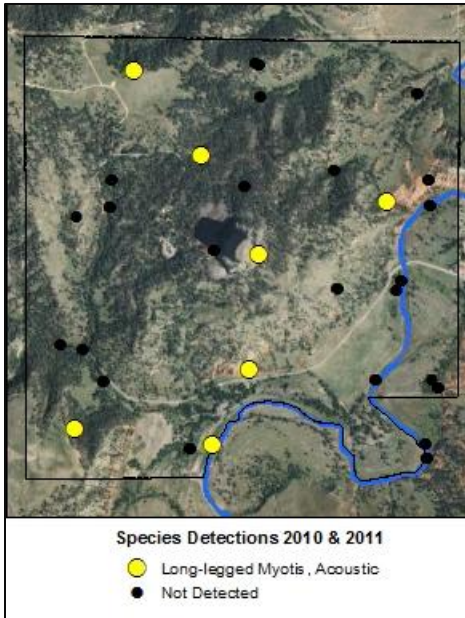 Species Detections 2010 & 2011
Long-legged Myotis, Acoustic
Not Detected